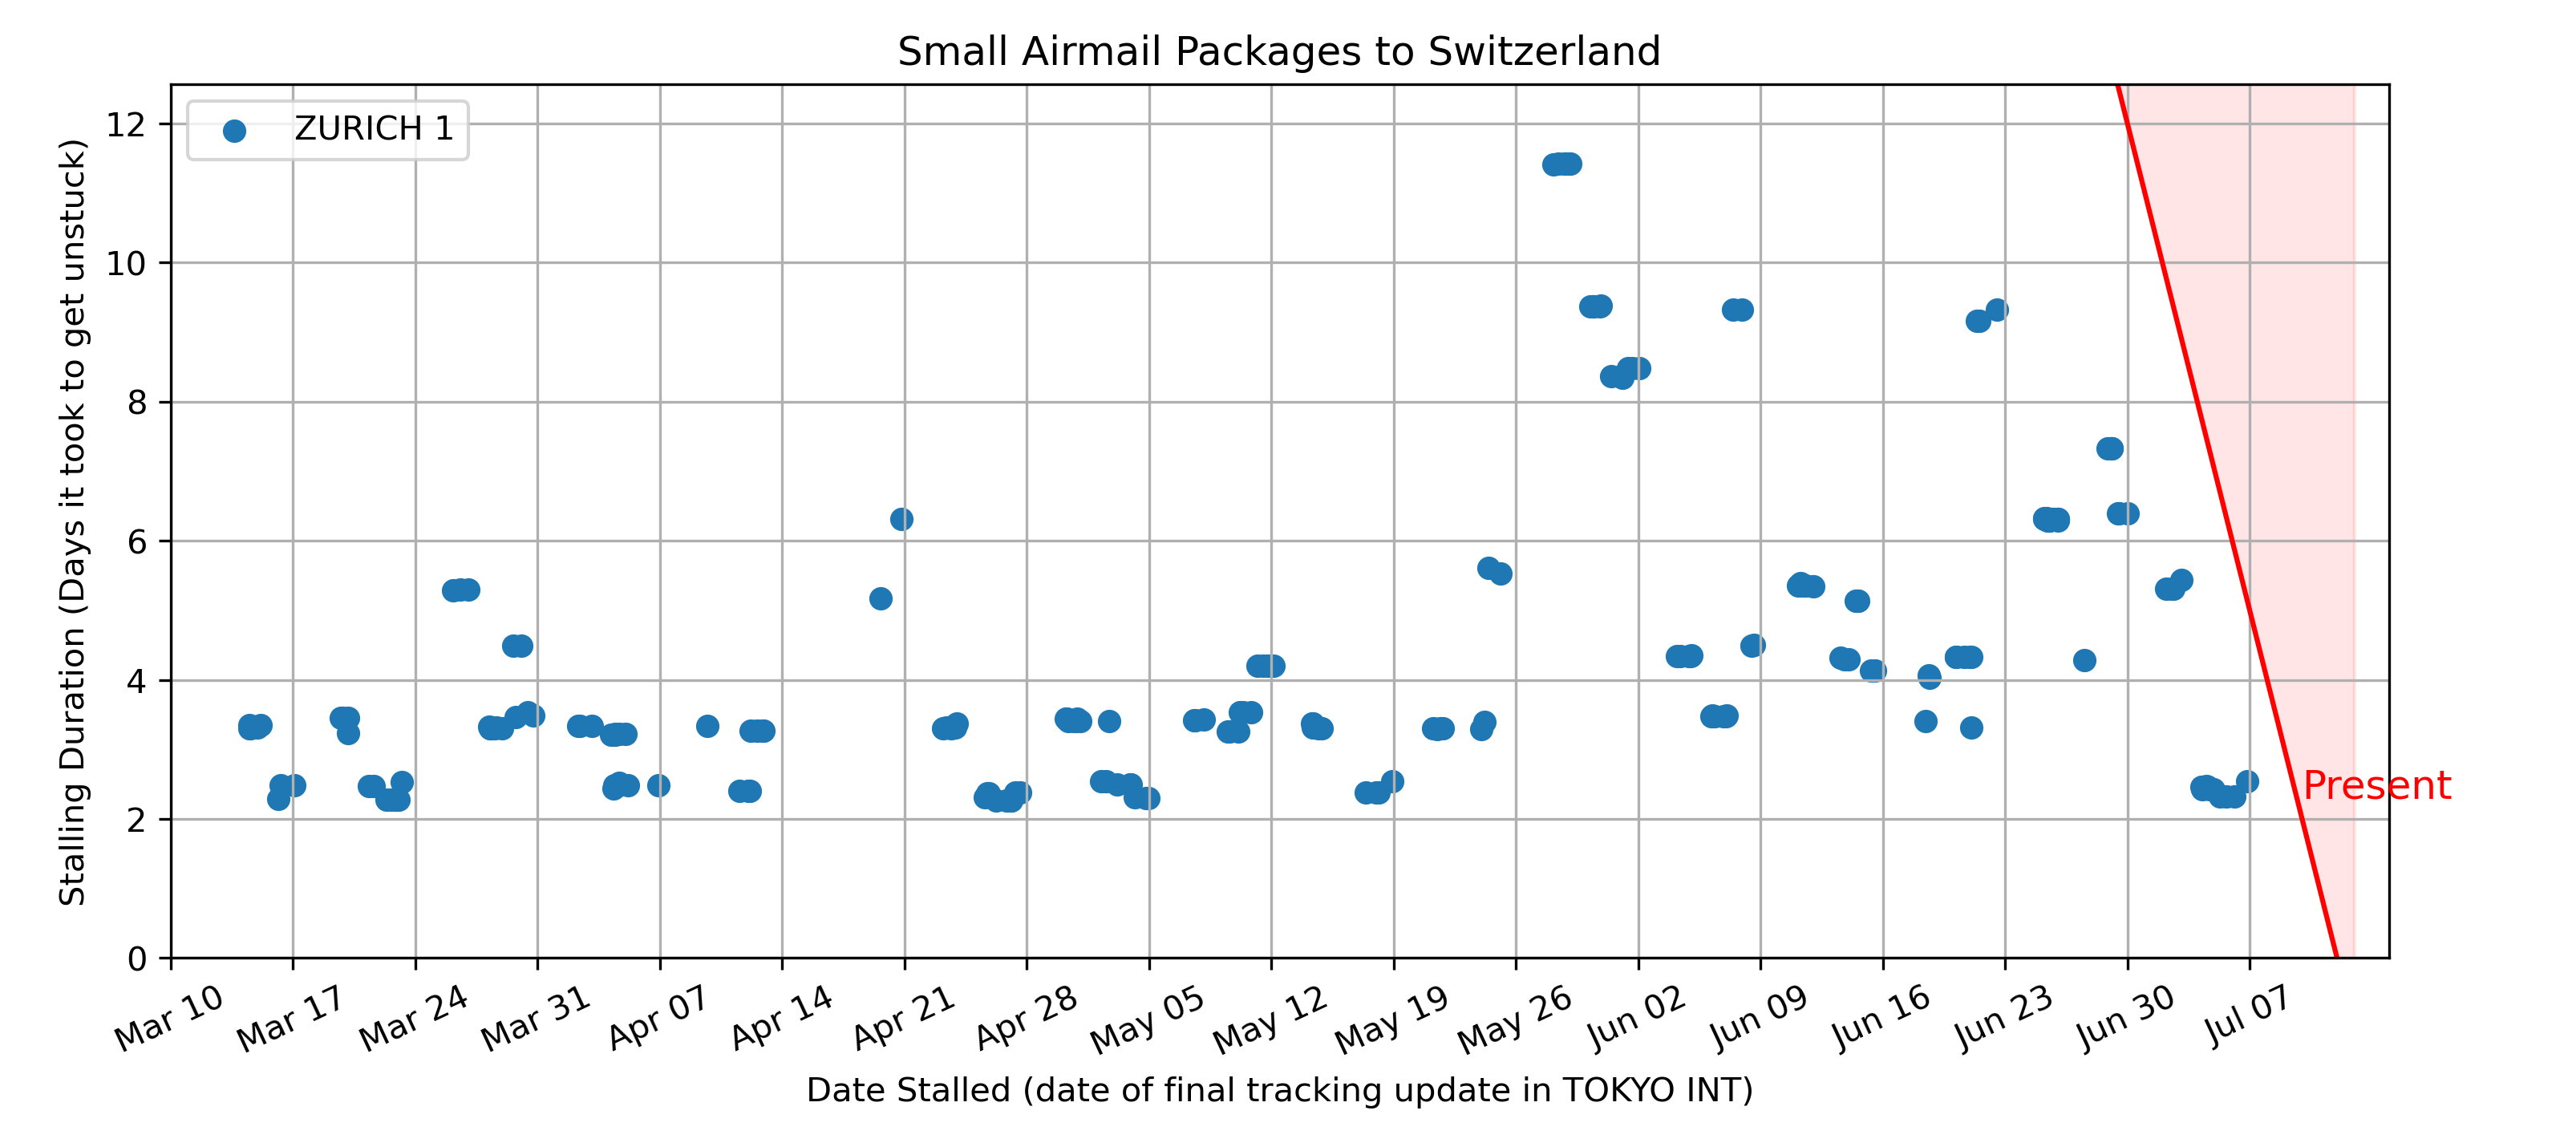 Small Airmail Packages to Switzerland
ZURICH 1
Stalling Duration (Days it took to get unstuck)
12
10
8
6
4
2
0
Present
Mar 10
Mar 17
Mar 24
Mar 31
Apr 07
Apr 14
Apr 21
Apr 28
May 05
May 12
May 19
May 26
Jun 02
Jun 09
Jun 16
Jun 23
Jun 30
Jul 07
Date Stalled (date of final tracking update in TOKYO INT)